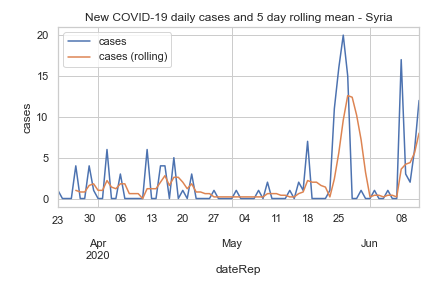 New COVID-19 daily cases and 5 day rolling mean - Syria
cases
cases (rolling)
cases
20
15
10
5
0
23 30 06 13 20 27 04 11 18 25 01 08
Apr May Jun
2020
dateRep